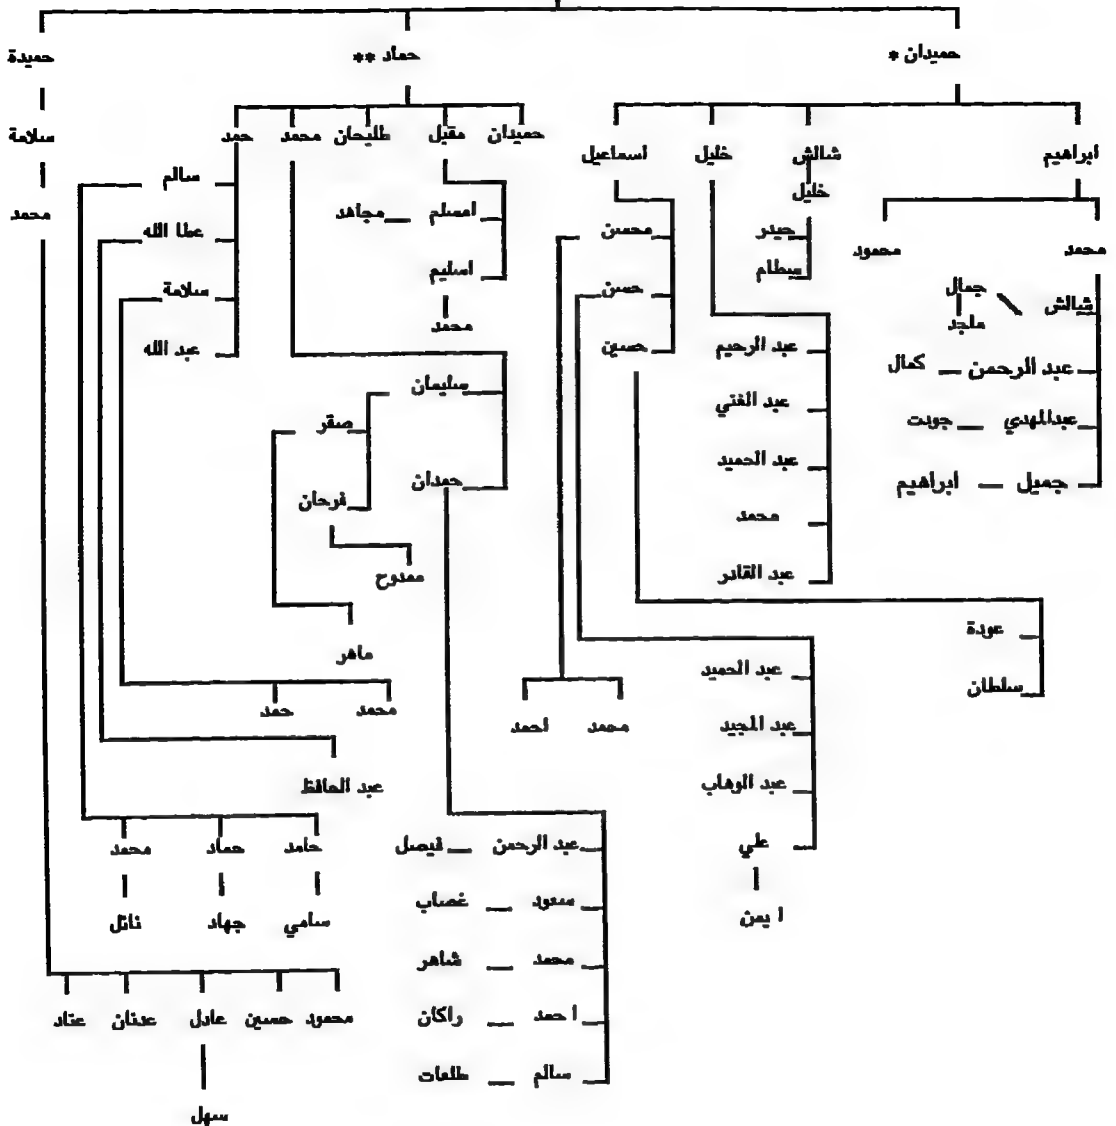 حميدان * حماد ** حميدة
ابراهيم شالش خليل اسماعيل حميدان مقبل طليحان محمد حمد سلامة
خليل امسلم مجاهد سالم محمد
محمد محمود حيدر محسن عطا الله
سطام اسليم
شالش جمال حسن محمد سلامة
ماجد
عبد الرحمن كمال عبد الرحيم حسين عبد الله
عبدالمهدي جودت عبد الغني سليمان صقر
جميل ابراهيم عبد الحميد حمدان فرحان
محمد
عبد القادر ممدوح
عودة ماهر
سلطان عبد الحميد محمد حمد
عبد المجيد محمد احمد
عبد الوهاب عبد الحافظ
علي عبد الرحمن فيصل حامد حماد محمد
ايمن سعود غصاب سامي جهاد نائل
محمد شاهر
احمد راكان محمود حسين عادل عدنان عناد
سالم طلعات
سهل